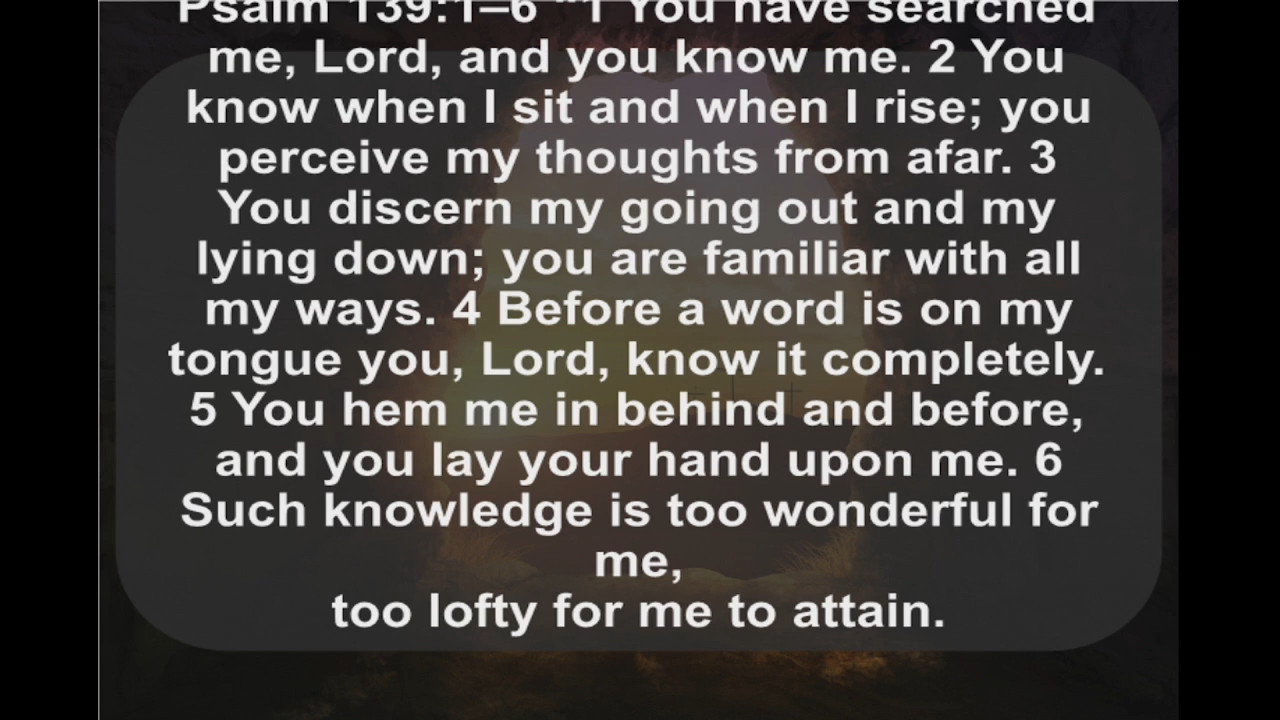 Psalm 139:1–6 “1 You have searched
me, Lord, and you know me. 2 You
know when I sit and when I rise; you
perceive my thoughts from afar. 3
You discern my going out and my
lying down; you are familiar with all
my ways. 4 Before a word is on my
tongue you, Lord, know it completely.
5 You hem me in behind and before,
and you lay your hand upon me. 6
Such knowledge is too wonderful for
me,
too lofty for me to attain.